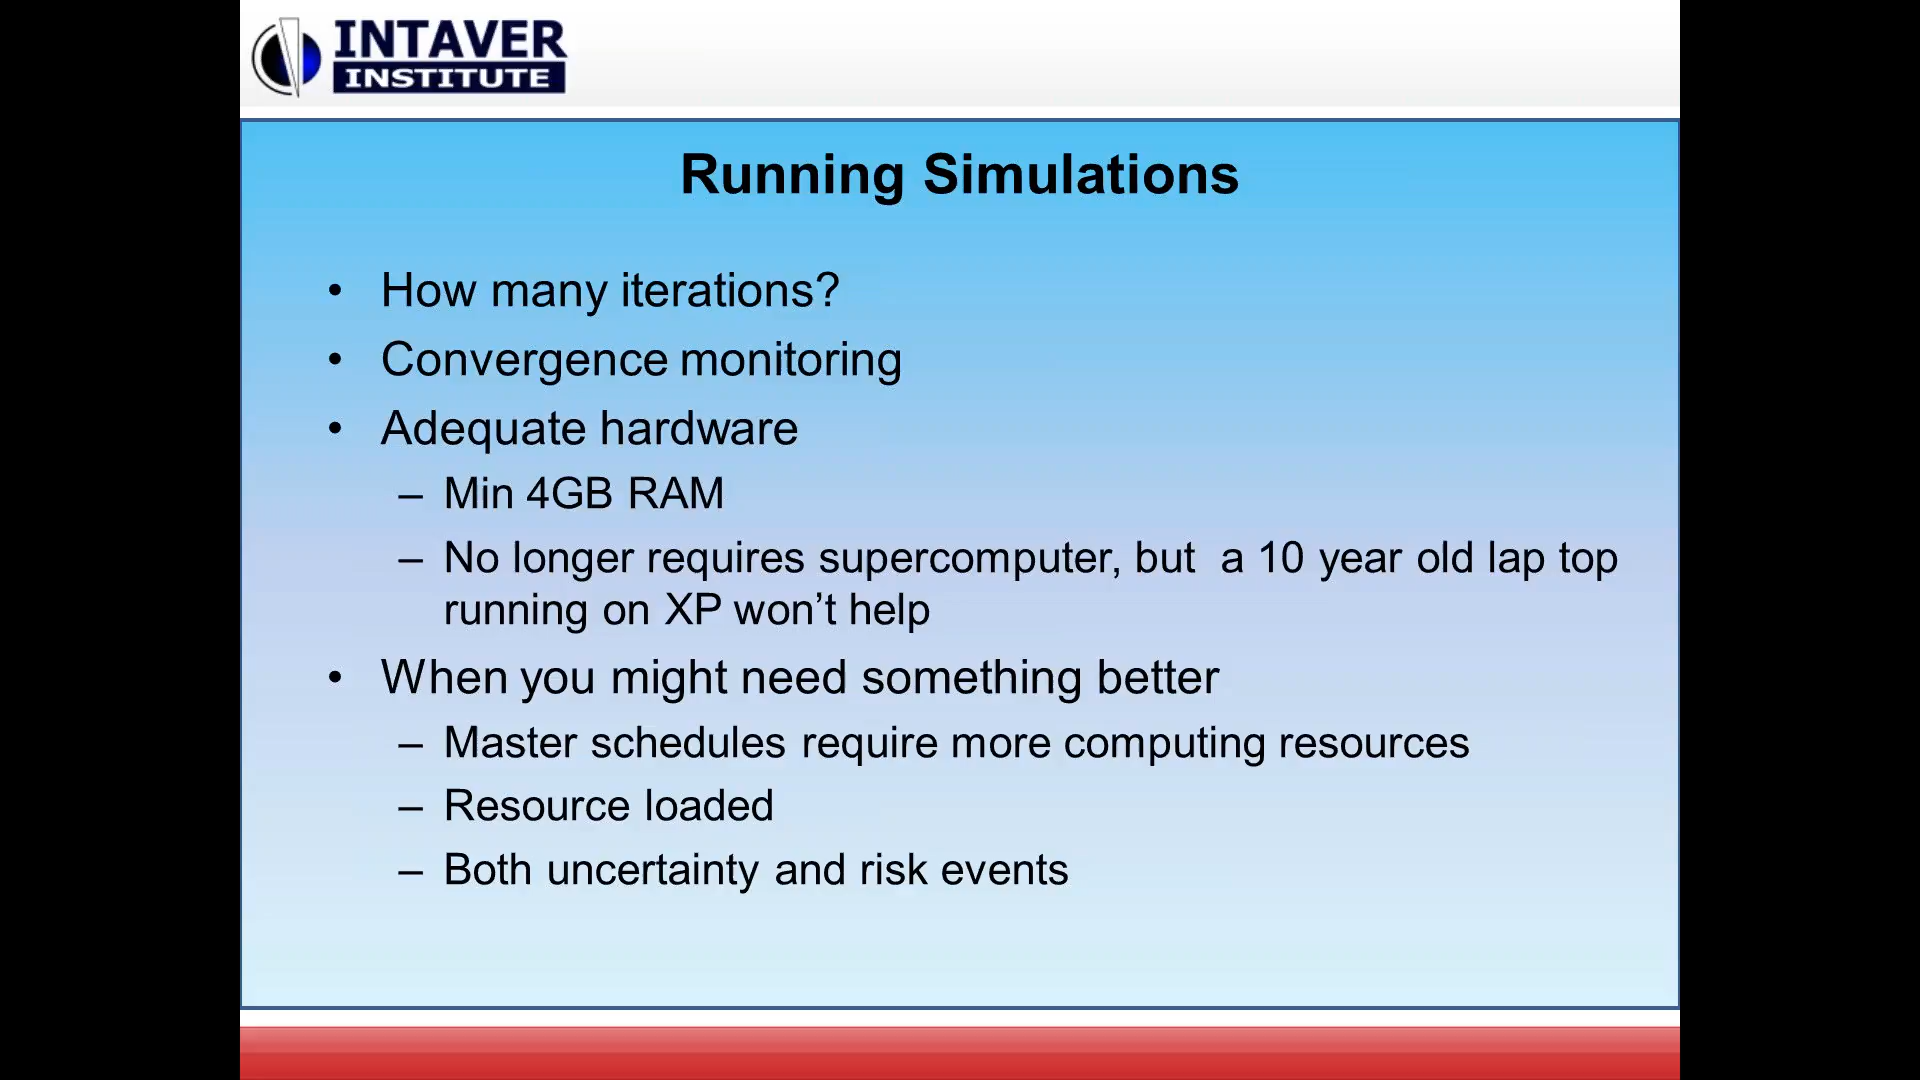 INTAVER
INSTITUTE
Running Simulations
• How many iterations?
• Convergence monitoring
• Adequate hardware
– Min 4GB RAM
– No longer requires supercomputer, but  a 10 year old lap top
running on XP won’t help
• When you might need something better
– Master schedules require more computing resources
– Resource loaded
– Both uncertainty and risk events